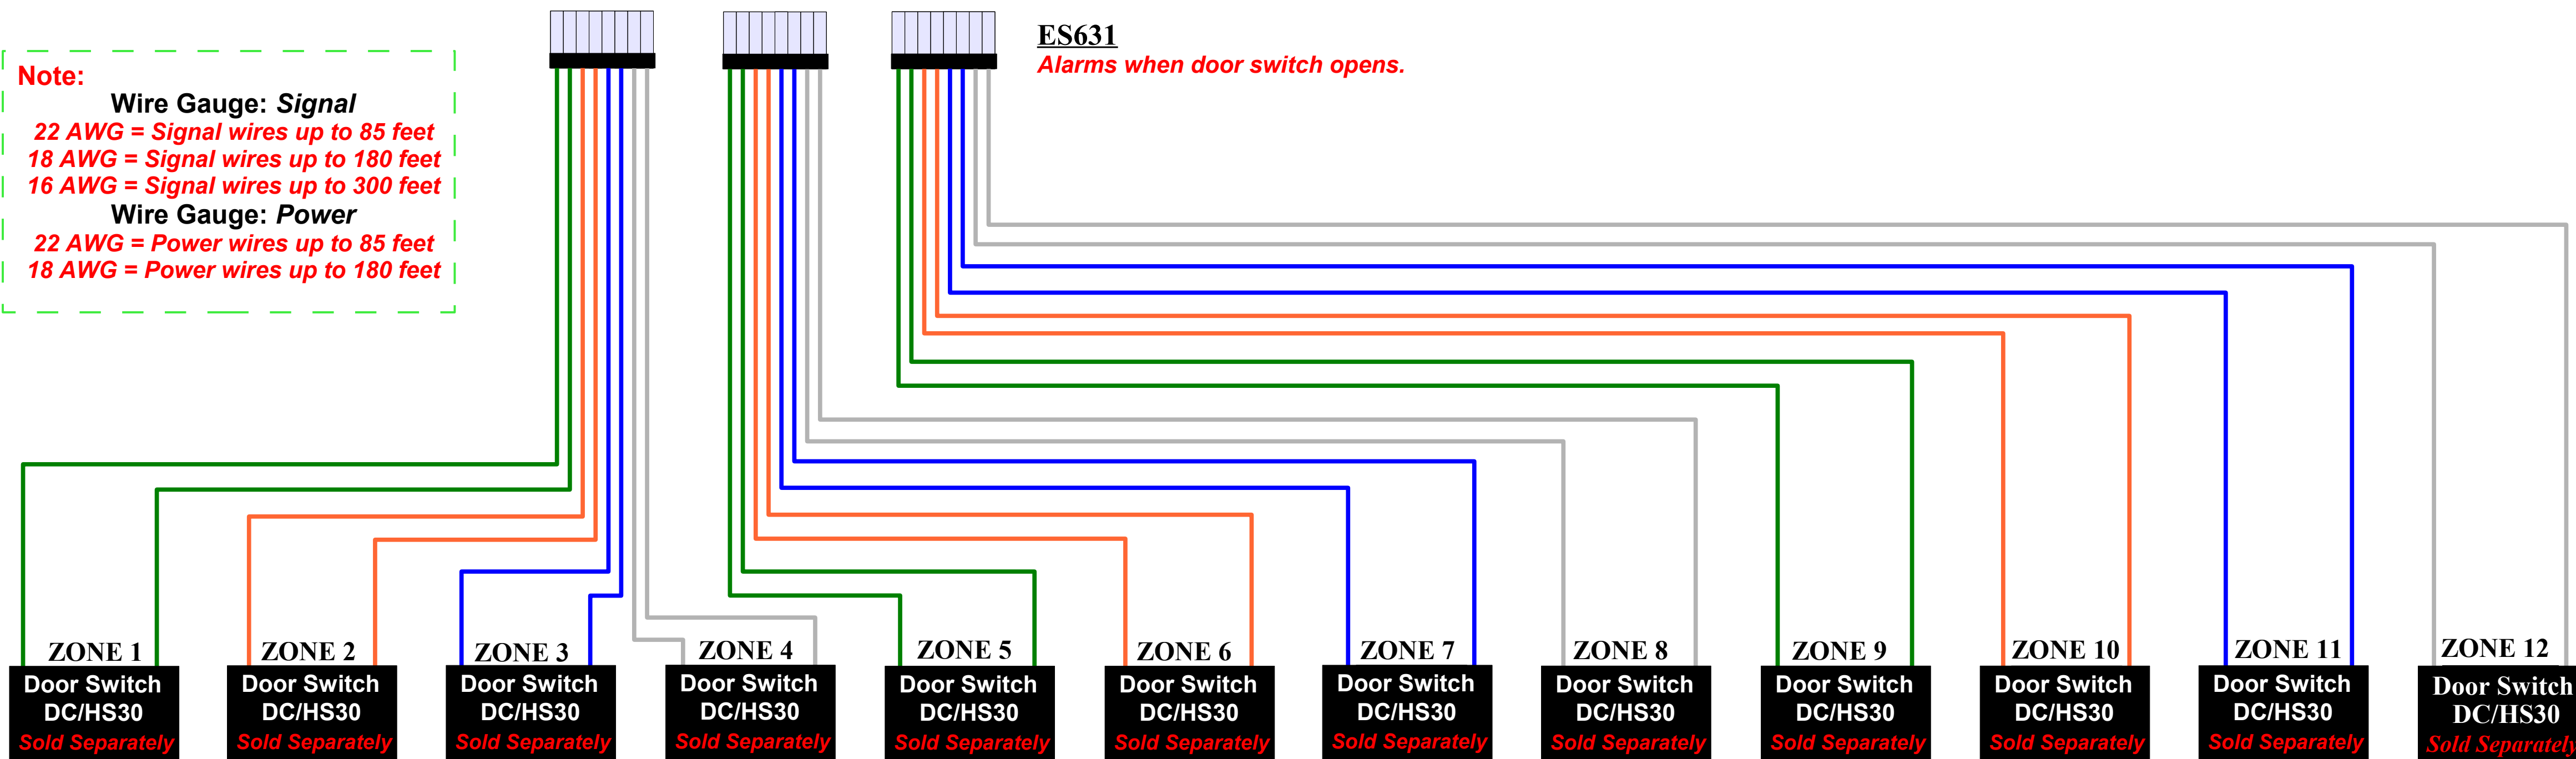 ES631
Alarms when door switch opens.
Note:
Wire Gauge: Signal
22 AWG = Signal wires up to 85 feet
18 AWG = Signal wires up to 180 feet
16 AWG = Signal wires up to 300 feet
Wire Gauge: Power
22 AWG = Power wires up to 85 feet
18 AWG = Power wires up to 180 feet
ZONE 1
Door Switch
DC/HS30
Sold Separately
ZONE 2
Door Switch
DC/HS30
Sold Separately
ZONE 3
Door Switch
DC/HS30
Sold Separately
ZONE 4
Door Switch
DC/HS30
Sold Separately
ZONE 5
Door Switch
DC/HS30
Sold Separately
ZONE 6
Door Switch
DC/HS30
Sold Separately
ZONE 7
Door Switch
DC/HS30
Sold Separately
ZONE 8
Door Switch
DC/HS30
Sold Separately
ZONE 9
Door Switch
DC/HS30
Sold Separately
ZONE 10
Door Switch
DC/HS30
Sold Separately
ZONE 11
Door Switch
DC/HS30
Sold Separately
ZONE 12
Door Switch
DC/HS30
Sold Separately